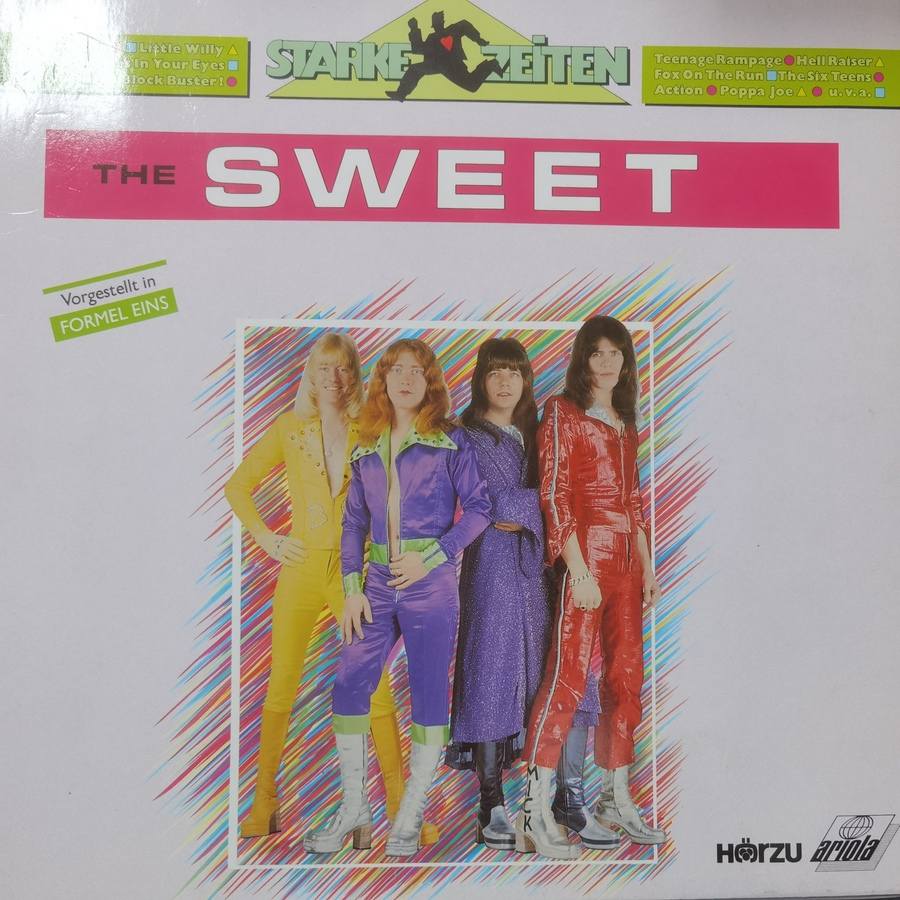 Little Willy
In Your Eyes
Block Buster!
STARKE ZEITEN
Teenage Rampage Hell Raiser
Fox On The Run The Six Teens
Action Poppa Joe u.v.a.
THE SWEET
Vorgestellt in
FORMEL EINS
MICK
HÖRZU
ariola